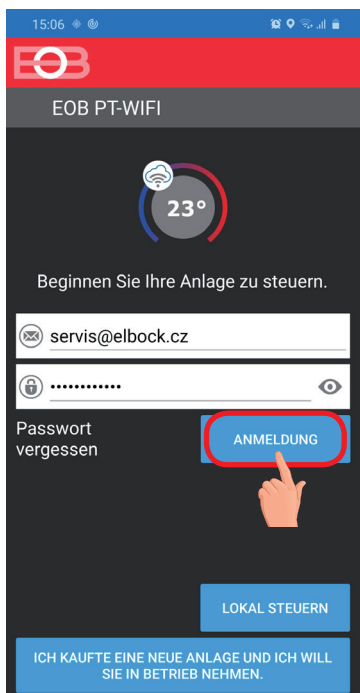 15:06
EOB
EOB PT-WIFI
23°
Beginnen Sie Ihre Anlage zu steuern.
servis@elbock.cz
••••••••••••
Passwort
vergessen
ANMELDUNG
LOKAL STEUERN
ICH KAUFTE EINE NEUE ANLAGE UND ICH WILL
SIE IN BETRIEB NEHMEN.